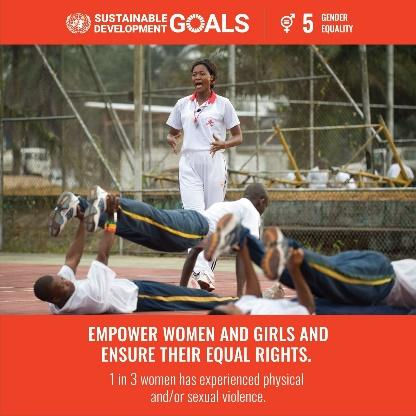 SUSTAINABLE
DEVELOPMENT GOALS
5 GENDER
EQUALITY
EMPOWER WOMEN AND GIRLS AND
ENSURE THEIR EQUAL RIGHTS.
1 in 3 women has experienced physical
and/or sexual violence.